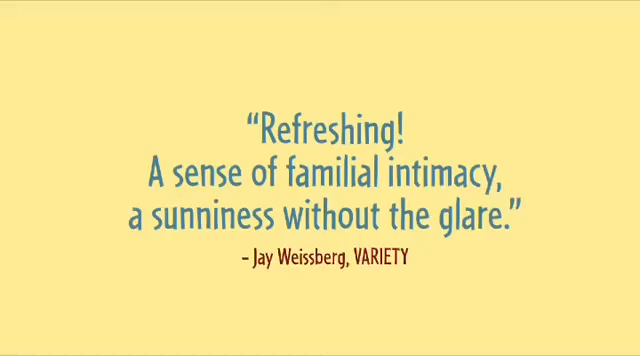 “Refreshing!
A sense of familial intimacy,
a sunniness without the glare.”
– Jay Weissberg, VARIETY